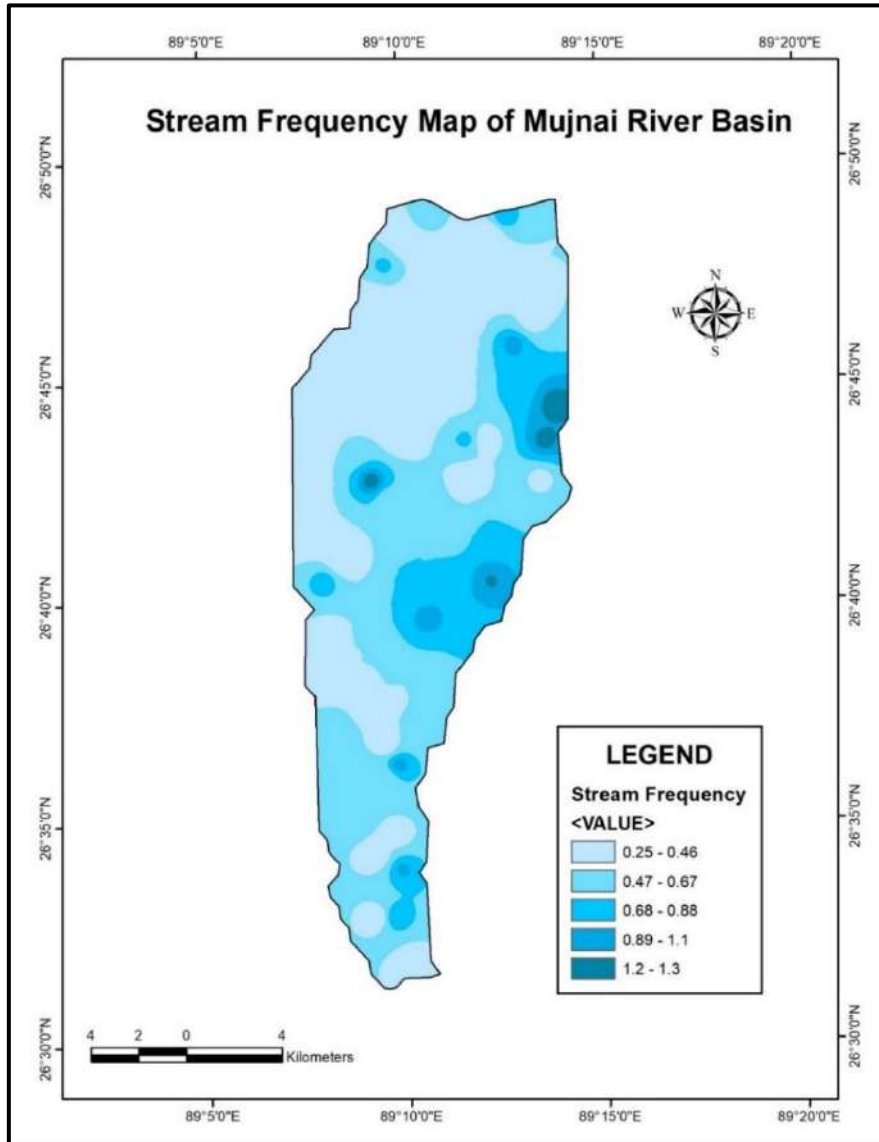 89°5'0"E 89°10'0"E 89°15'0"E 89°20'0"E
Stream Frequency Map of Mujnai River Basin
26°50'0"N 26°50'0"N
N
W E
S
26°45'0"N 26°45'0"N
26°40'0"N 26°40'0"N
LEGEND
Stream Frequency
<VALUE>
0.25 - 0.46
0.47 - 0.67
0.68 - 0.88
0.89 - 1.1
1.2 - 1.3
26°35'0"N 26°35'0"N
26°30'0"N 26°30'0"N
4 2 0 4
Kilometers
89°5'0"E 89°10'0"E 89°15'0"E 89°20'0"E